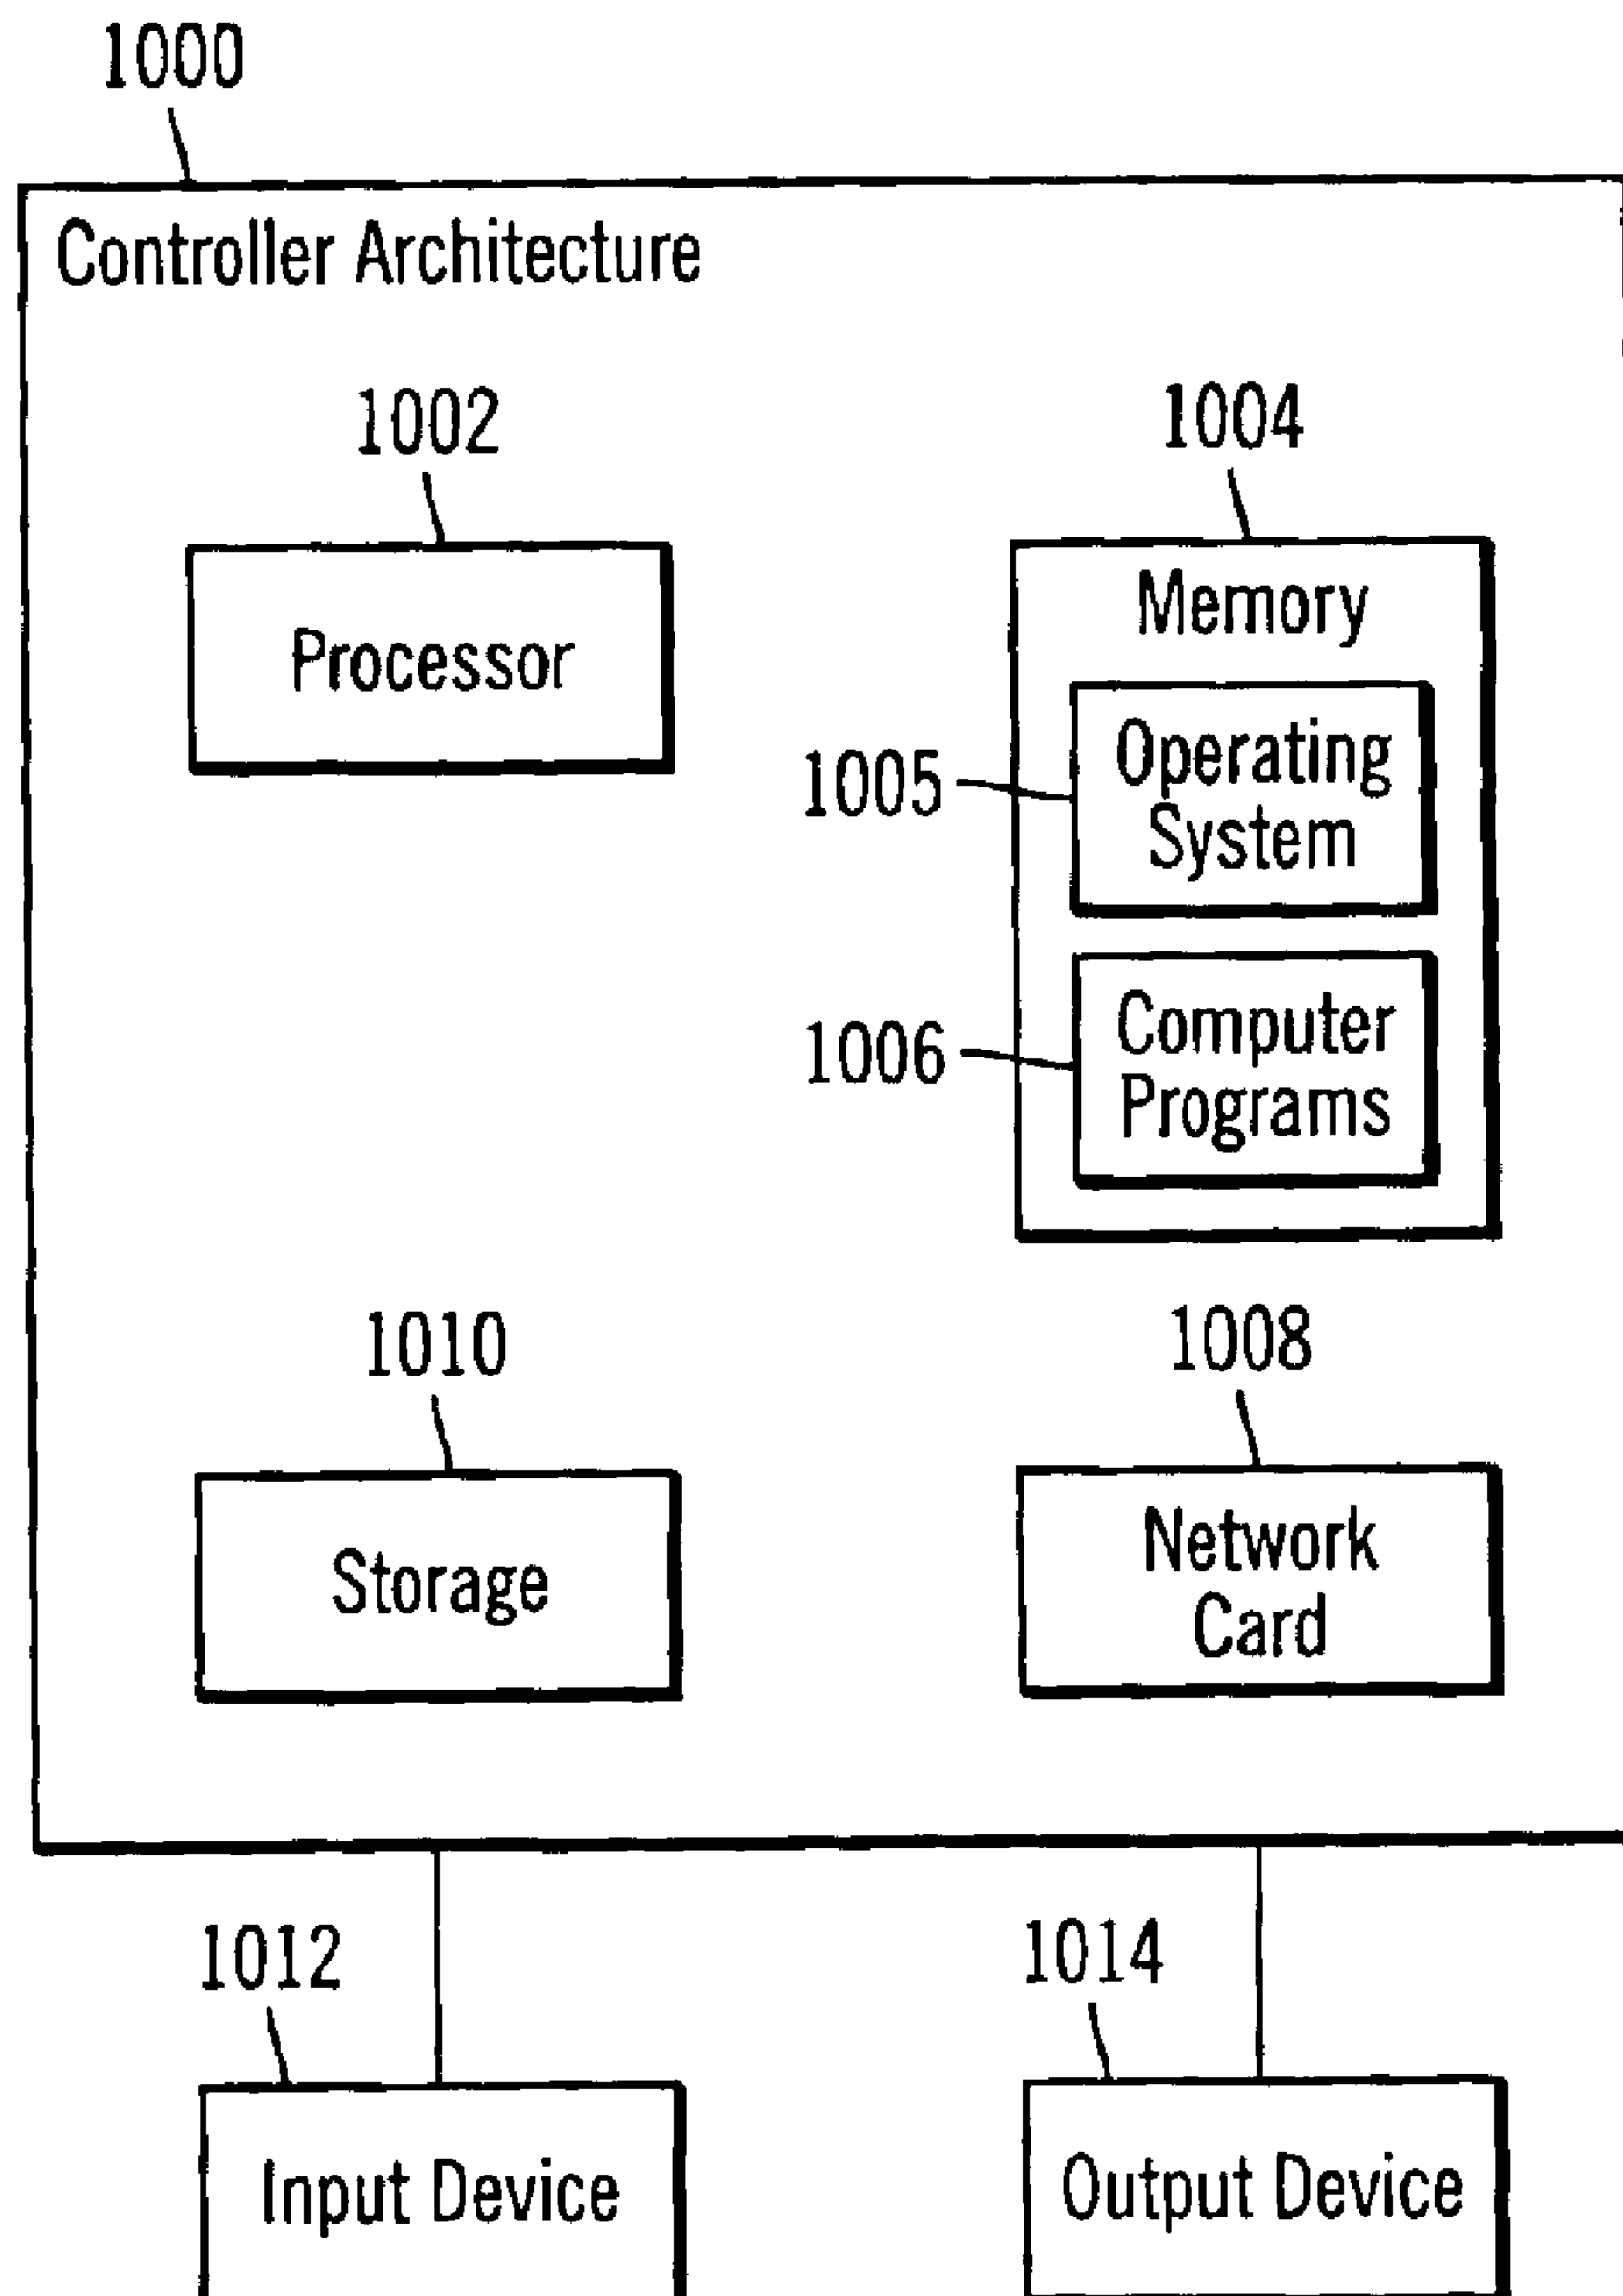 1000
Controller Architecture
1002
1004
Processor
Memory
1005
Operating
System
1006
Computer
Programs
1010
1008
Storage
Network
Card
1012
1014
Input Device
Output Device